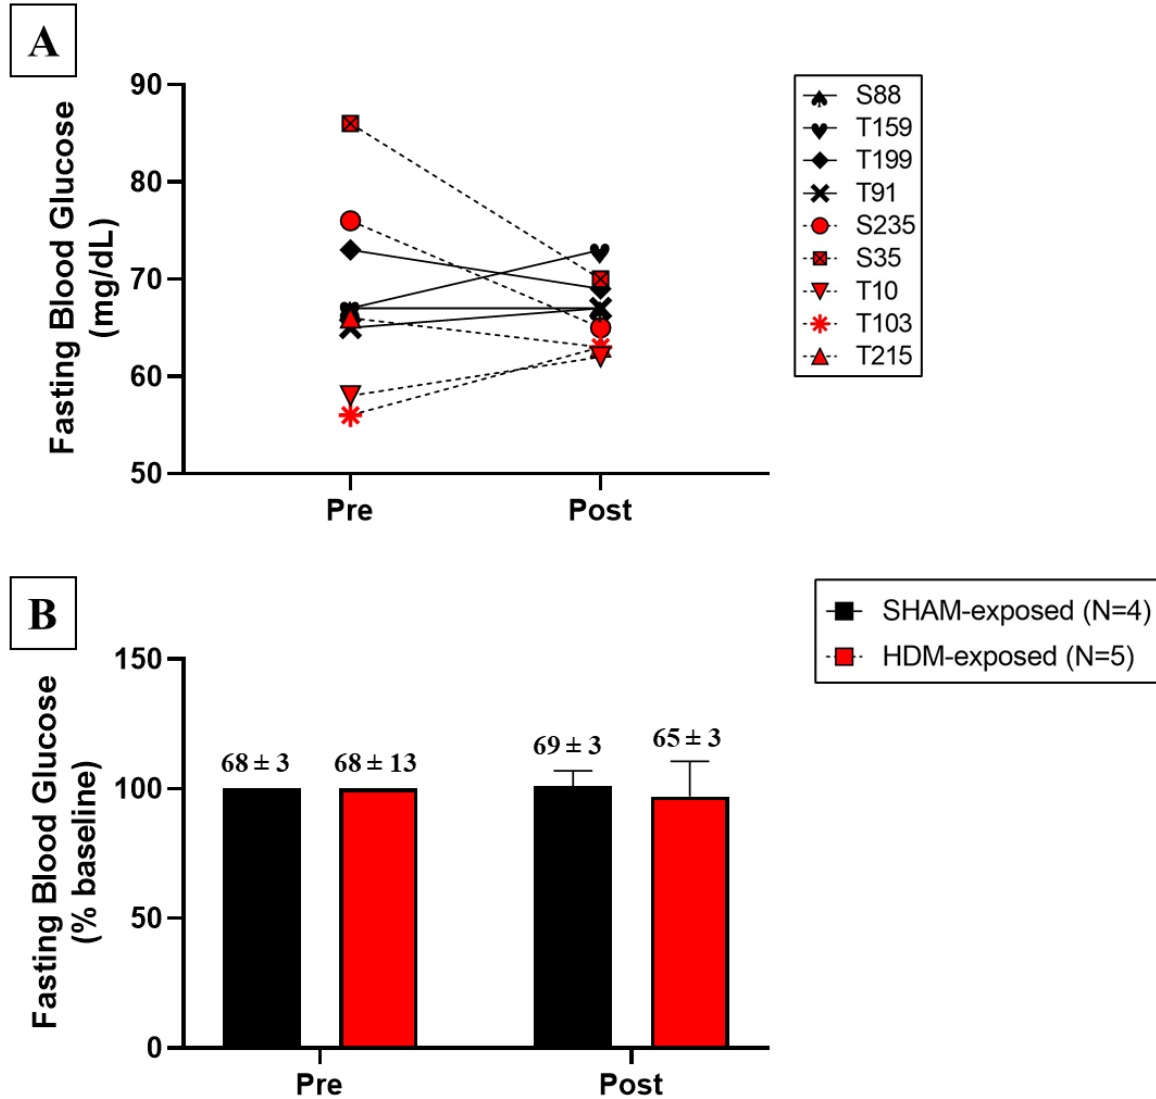 A
Fasting Blood Glucose
(mg/dL)
90
80
70
60
50
Pre
Post
S88
T159
T199
T91
S235
S35
T10
T103
T215
B
Fasting Blood Glucose
(% baseline)
150
100
50
0
68 ± 3
68 ± 13
69 ± 3
65 ± 3
Pre
Post
SHAM-exposed (N=4)
HDM-exposed (N=5)